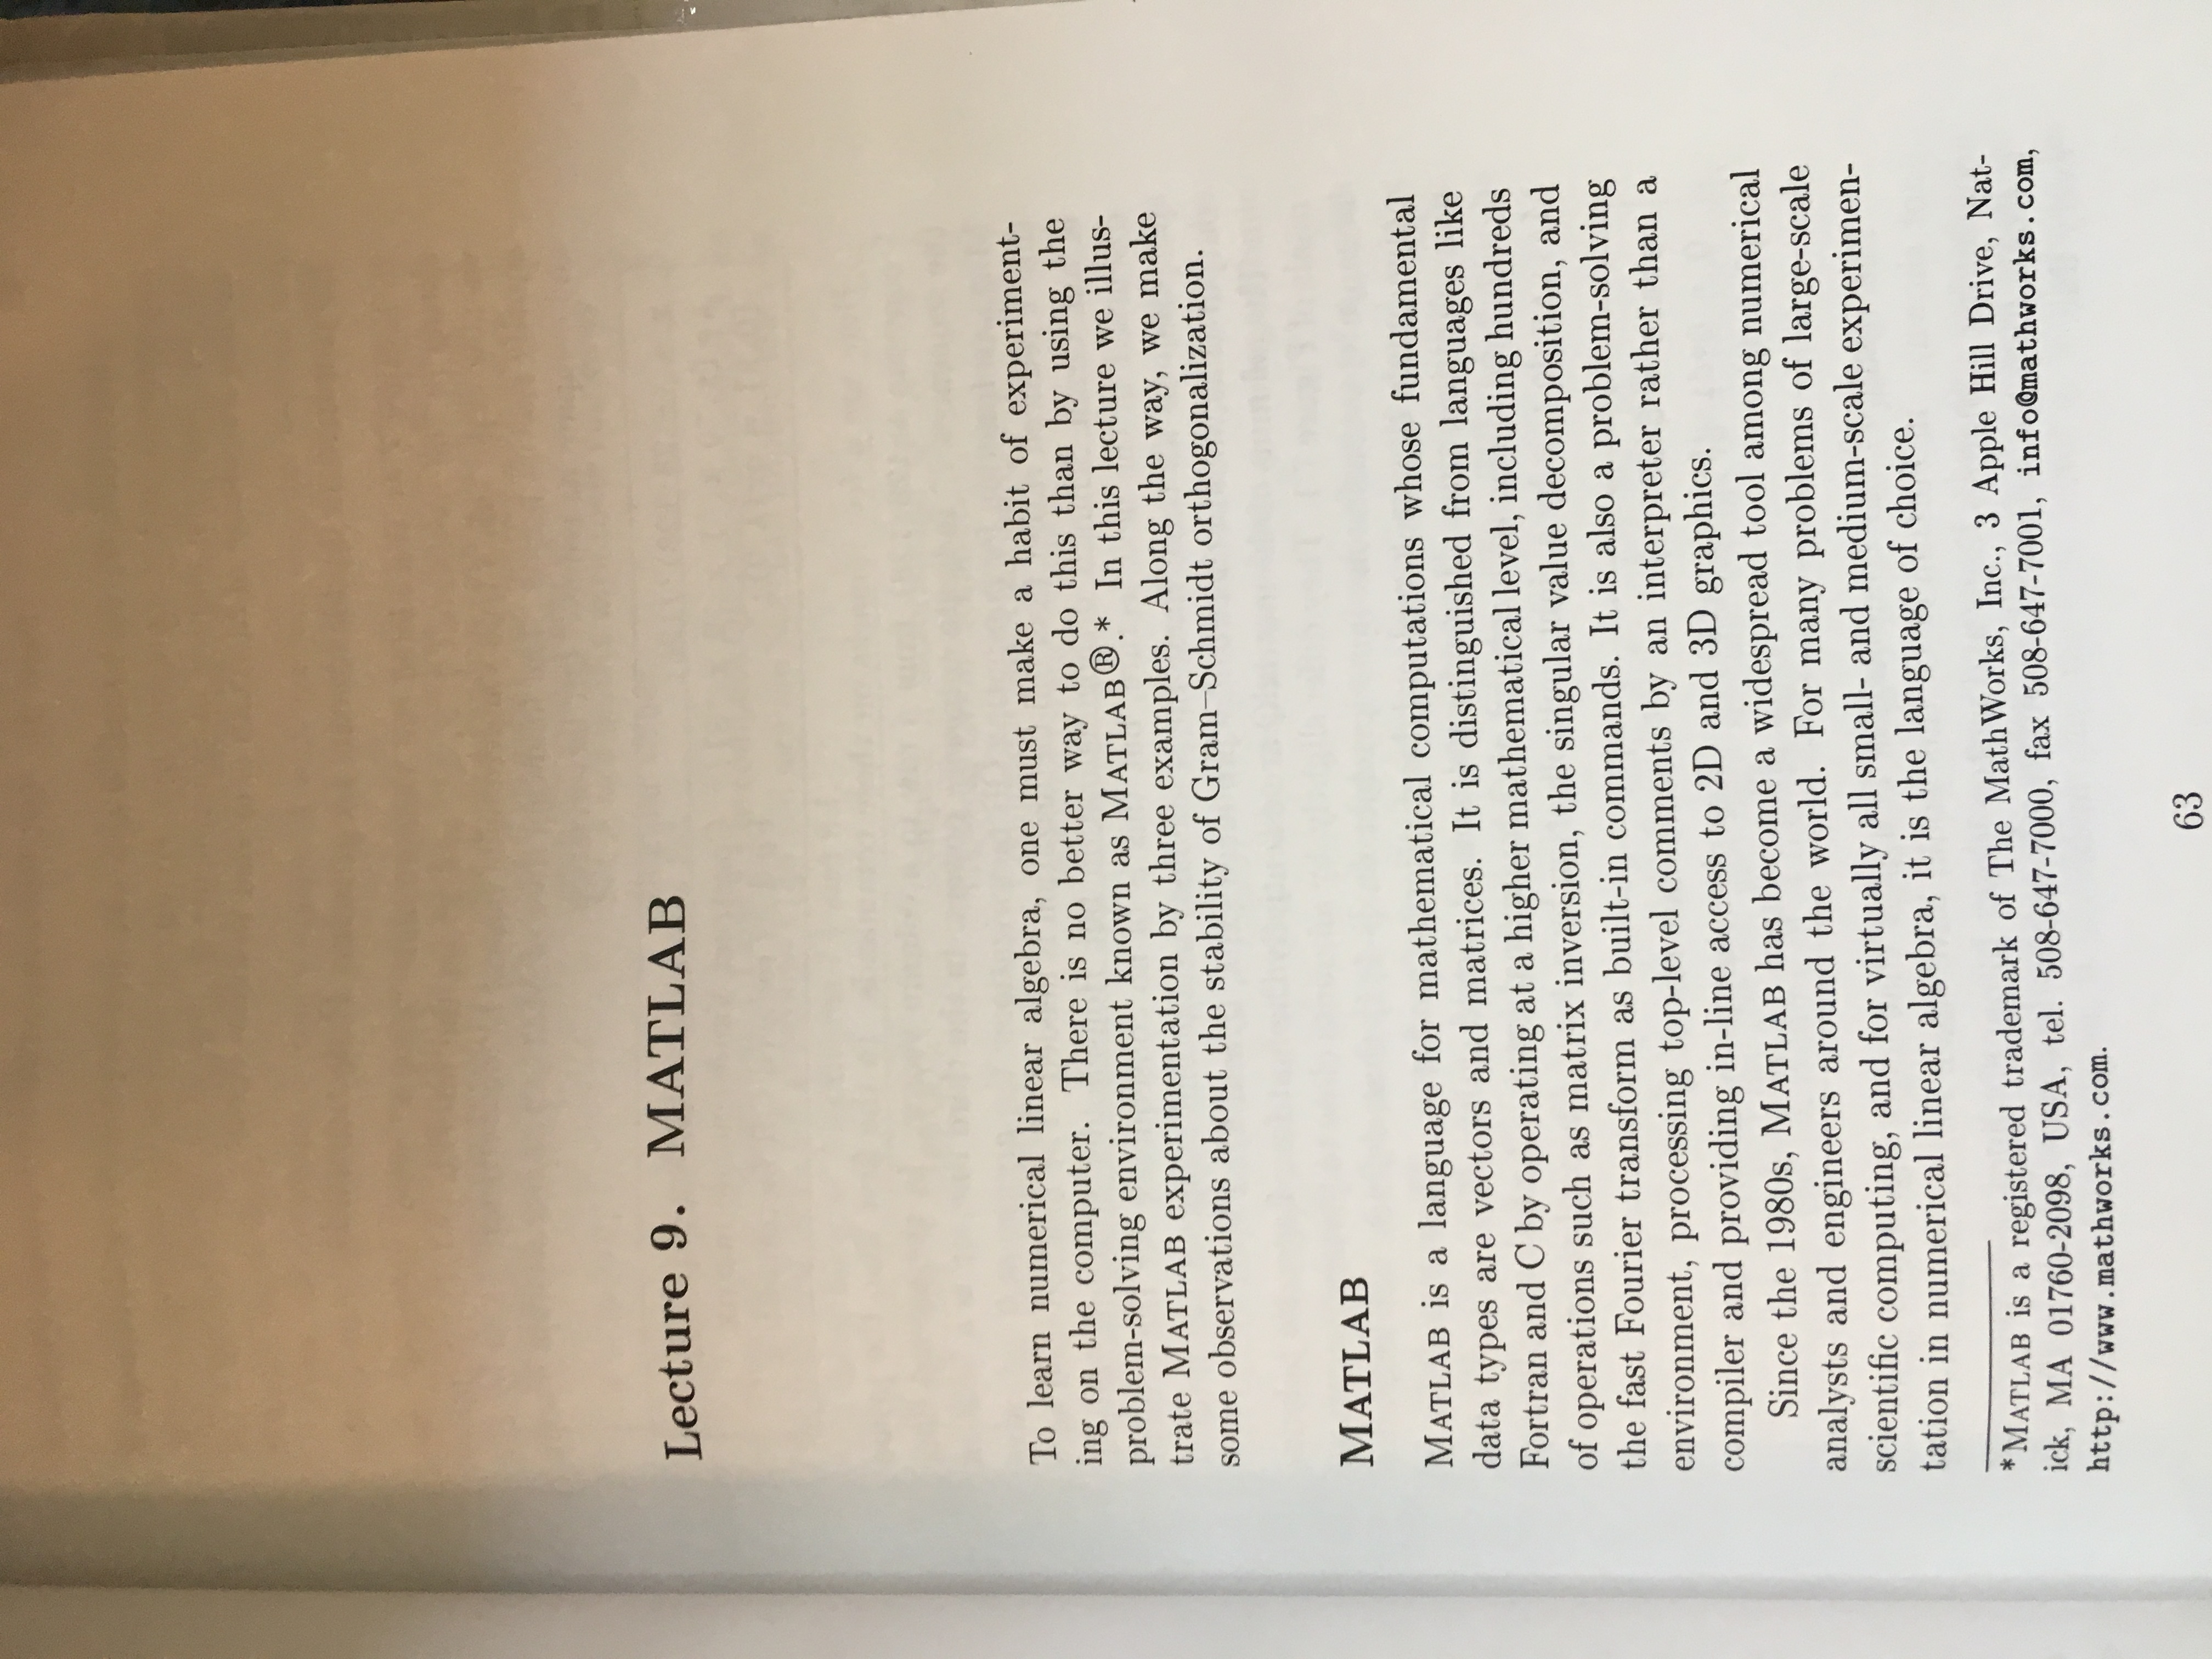 Lecture 9. MATLAB
To learn numerical linear algebra, one must make a habit of experiment-
ing on the computer. There is no better way to do this than by using the
problem-solving environment known as MATLAB®.* In this lecture we illus-
trate MATLAB experimentation by three examples. Along the way, we make
some observations about the stability of Gram–Schmidt orthogonalization.
MATLAB
MATLAB is a language for mathematical computations whose fundamental
data types are vectors and matrices. It is distinguished from languages like
Fortran and C by operating at a higher mathematical level, including hundreds
of operations such as matrix inversion, the singular value decomposition, and
the fast Fourier transform as built-in commands. It is also a problem-solving
environment, processing top-level comments by an interpreter rather than a
compiler and providing in-line access to 2D and 3D graphics.
Since the 1980s, MATLAB has become a widespread tool among numerical
analysts and engineers around the world. For many problems of large-scale
scientific computing, and for virtually all small- and medium-scale experimen-
tation in numerical linear algebra, it is the language of choice.
*MATLAB is a registered trademark of The MathWorks, Inc., 3 Apple Hill Drive, Nat-
ick, MA 01760-2098, USA, tel. 508-647-7000, fax 508-647-7001, info@mathworks.com,
http://www.mathworks.com.
63